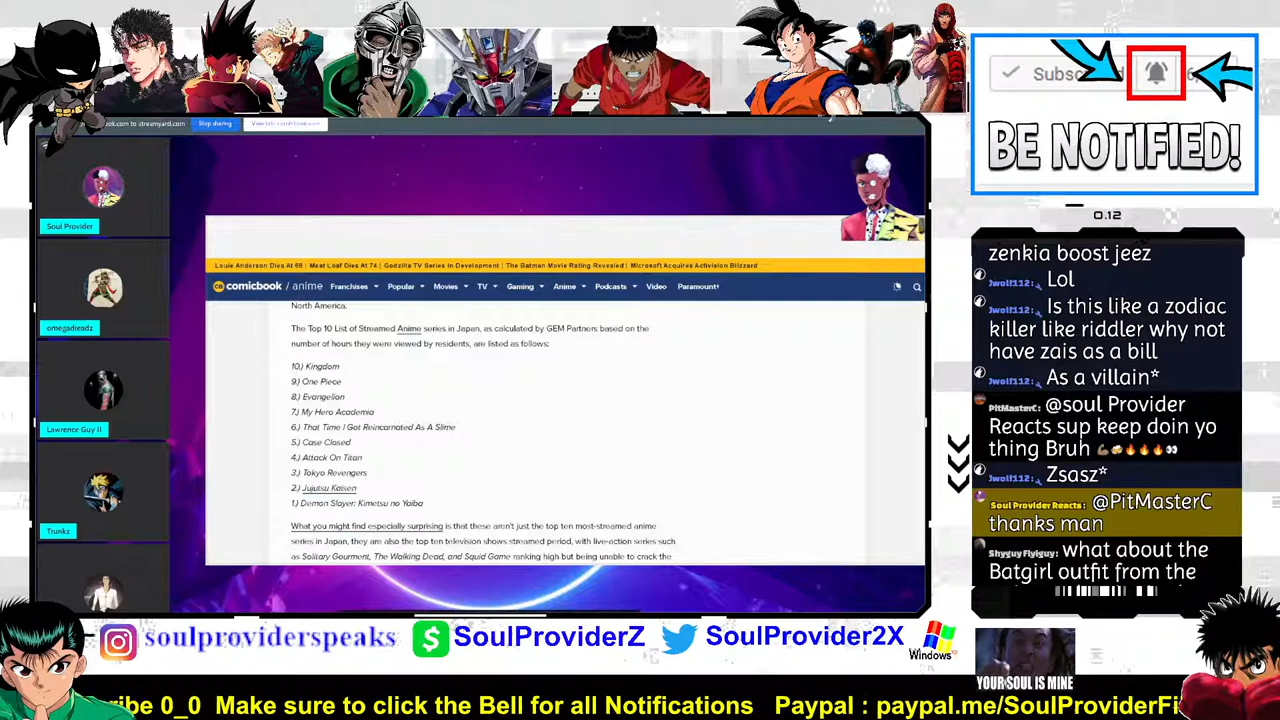 Stop sharing
Soul Provider
omegadreadz
Lawrence Guy II
Trunkz
Louie Anderson Dies At 68 | Meat Loaf Dies At 74 | Godzilla TV Series In Development | The Batman Movie Rating Revealed | Microsoft Acquires Activision Blizzard
comicbook / anime Franchises Popular Movies TV Gaming Anime Podcasts Video Paramount+
North America.
The Top 10 List of Streamed Anime series in Japan, as calculated by GEM Partners based on the
number of hours they were viewed by residents, are listed as follows:
10.) Kingdom
9.) One Piece
8.) Evangelion
7.) My Hero Academia
6.) That Time I Got Reincarnated As A Slime
5.) Case Closed
4.) Attack On Titan
3.) Tokyo Revengers
2.) Jujutsu Kaisen
1.) Demon Slayer: Kimetsu no Yaiba
What you might find especially surprising is that these aren't just the top ten most-streamed anime
series in Japan, they are also the top ten television shows streamed period, with live-action series such
as Solitary Gourment, The Walking Dead, and Squid Game ranking high but being unable to crack the
BE NOTIFIED!
0.12
zenkia boost jeez
Jwolf112: Lol
Jwolf112: Is this like a zodiac
killer like riddler why not
have zais as a bill
Jwolf112: As a villain*
PitMasterC: @soul Provider
Reacts sup keep doin yo
thing Bruh 💪🏾🍻🔥🔥🔥👀
Jwolf112: Zsasz*
Soul Provider Reacts: @PitMasterC
thanks man
Shyguy Flyiguy: what about the
Batgirl outfit from the
soulproviderspeaks
SoulProviderZ
SoulProvider2X
Windows
YOUR SOUL IS MINE
ribe 0_0 Make sure to click the Bell for all Notifications Paypal : paypal.me/SoulProviderFi